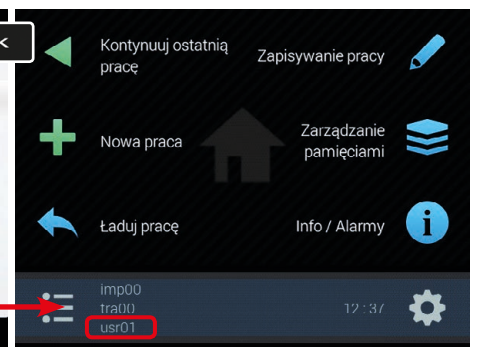 <
Kontynuuj ostatnią
pracę
Zapisywanie pracy
Nowa praca
Zarządzanie
pamięciami
Ładuj pracę
Info / Alarmy
i
imp00
tra00
usr01
12:37